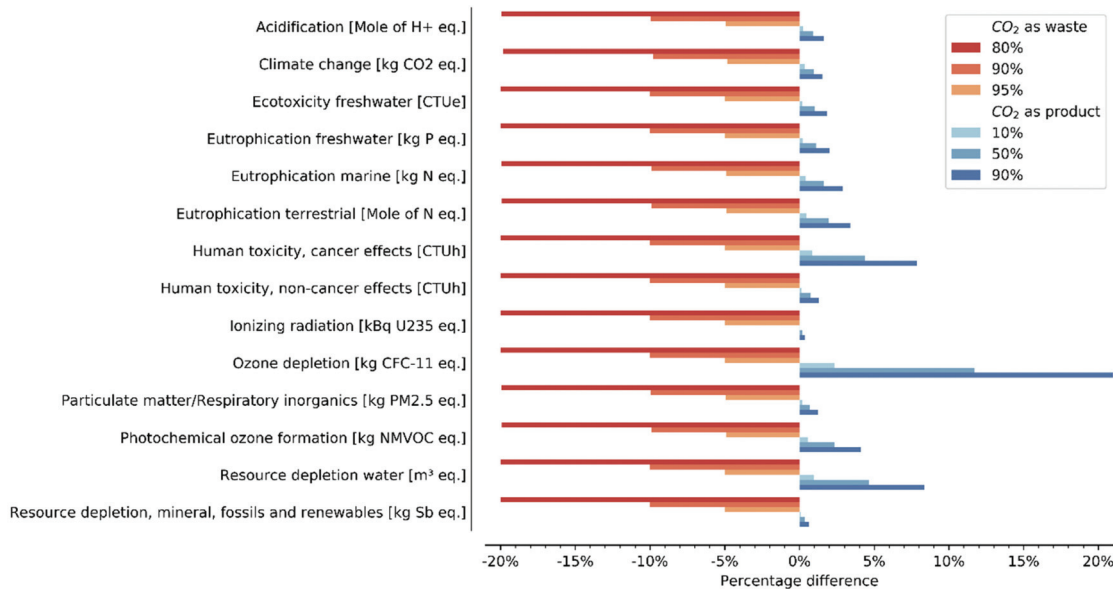 Acidification [Mole of H+ eq.]
Climate change [kg CO2 eq.]
Ecotoxicity freshwater [CTUe]
Eutrophication freshwater [kg P eq.]
Eutrophication marine [kg N eq.]
Eutrophication terrestrial [Mole of N eq.]
Human toxicity, cancer effects [CTUh]
Human toxicity, non-cancer effects [CTUh]
Ionizing radiation [kBq U235 eq.]
Ozone depletion [kg CFC-11 eq.]
Particulate matter/Respiratory inorganics [kg PM2.5 eq.]
Photochemical ozone formation [kg NMVOC eq.]
Resource depletion water [m³ eq.]
Resource depletion, mineral, fossils and renewables [kg Sb eq.]
CO₂ as waste
80%
90%
95%
CO₂ as product
10%
50%
90%
-20% -15% -10% -5% 0% 5% 10% 15% 20%
Percentage difference